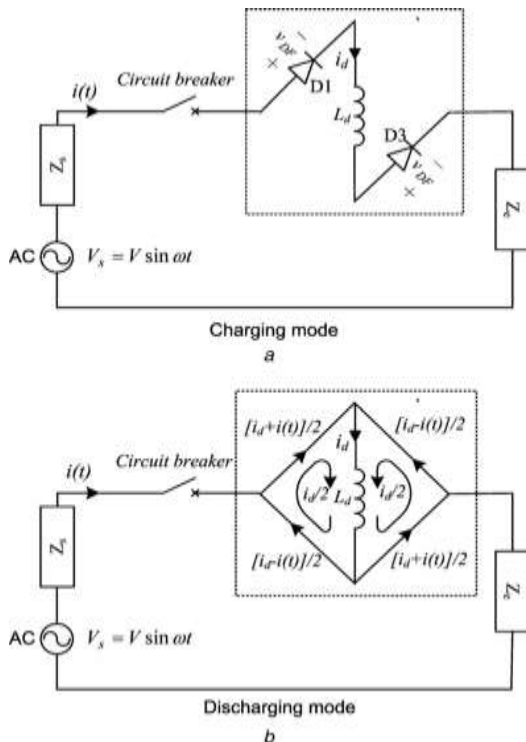 Circuit breaker
i(t)
v_DF
D1
i_d
L_d
D3
v_DF
Z_s
Z_ℓ
AC
V_s = V sin ωt
Charging mode
a
[i_d+i(t)]/2
[i_d-i(t)]/2
i_d
Circuit breaker
i(t)
i_d/2
L_d
i_d/2
[i_d-i(t)]/2
[i_d+i(t)]/2
Z_s
Z_ℓ
AC
V_s = V sin ωt
Discharging mode
b